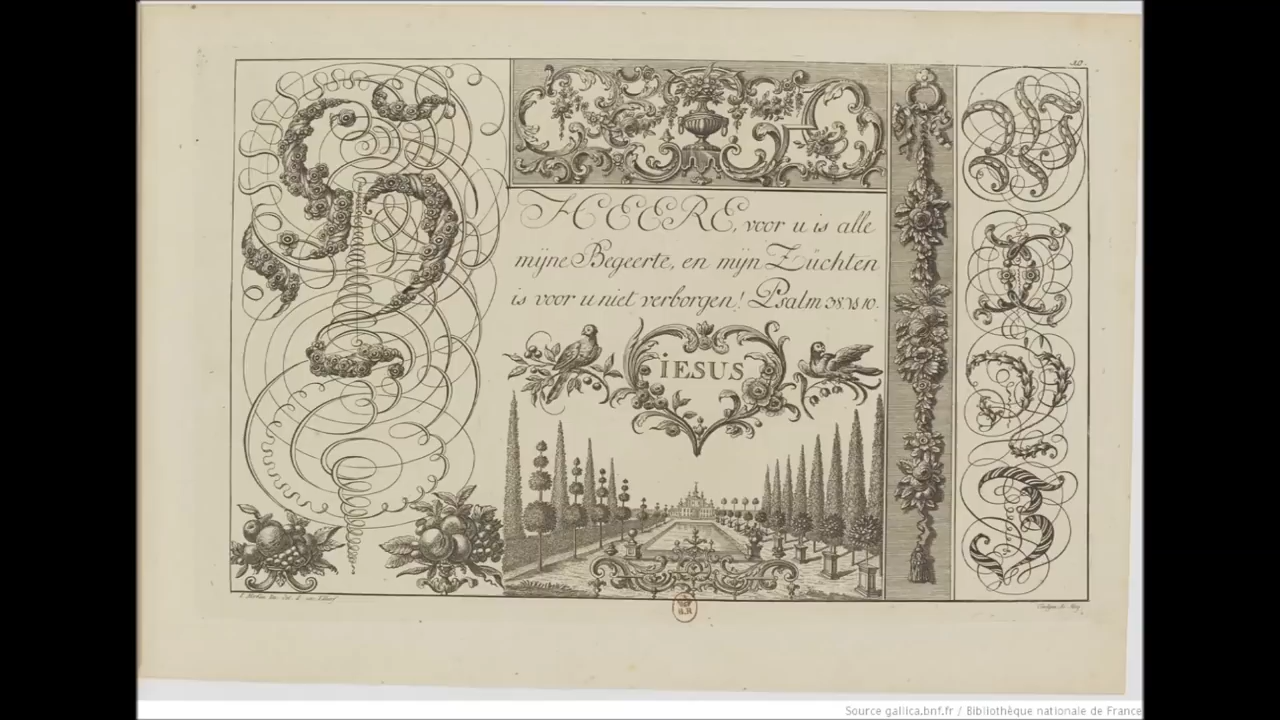 HEERE, voor u is alle
mijne Begeerte, en mijn Züchten
is voor u niet verborgen! Psalm 38. vs 10.
iESUS
Source gallica.bnf.fr / Bibliothèque nationale de France